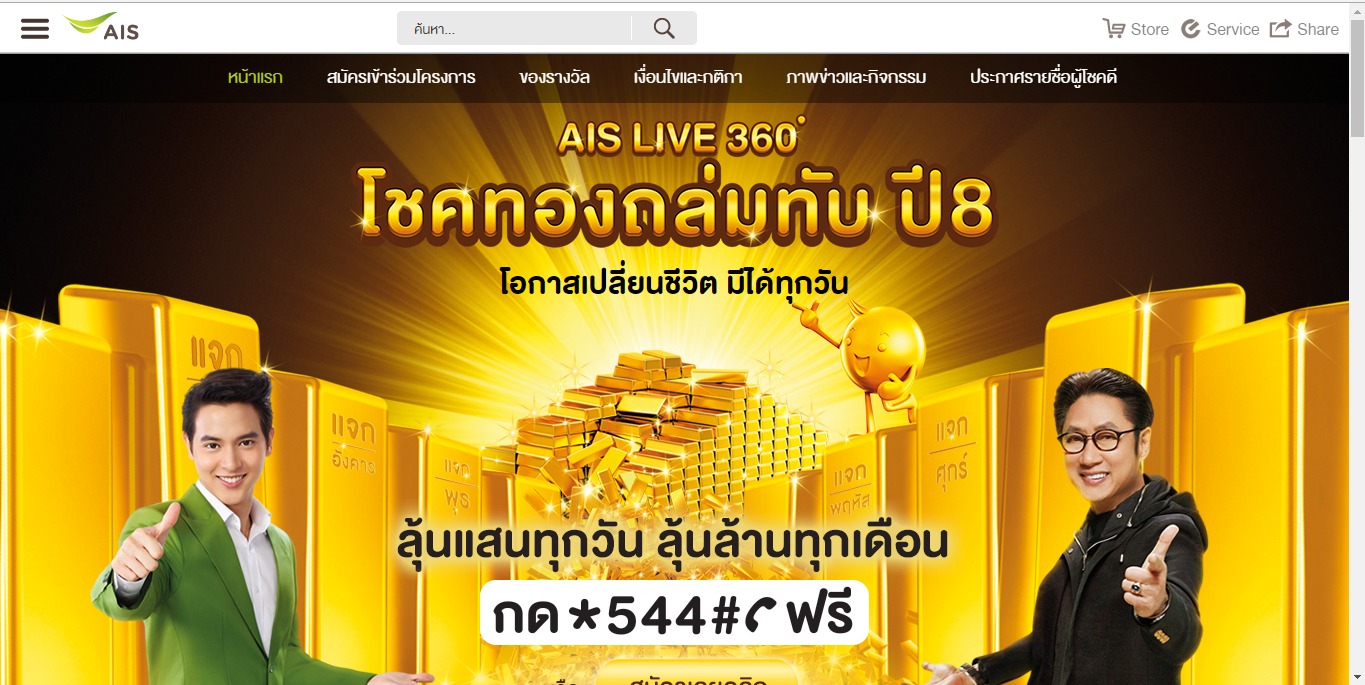 AIS
ค้นหา...
Store
Service
Share
หน้าแรก
สมัครเข้าร่วมโครงการ
ของรางวัล
เงื่อนไขและกติกา
ภาพข่าวและกิจกรรม
ประกาศรายชื่อผู้โชคดี
AIS LIVE 360°
โชคทองถล่มทับ ปี8
โอกาสเปลี่ยนชีวิต มีได้ทุกวัน
แจก
แจก
อังคาร
แจก
พุธ
แจก
พฤหัส
แจก
ศุกร์
ลุ้นแสนทุกวัน ลุ้นล้านทุกเดือน
กด*544# ฟรี